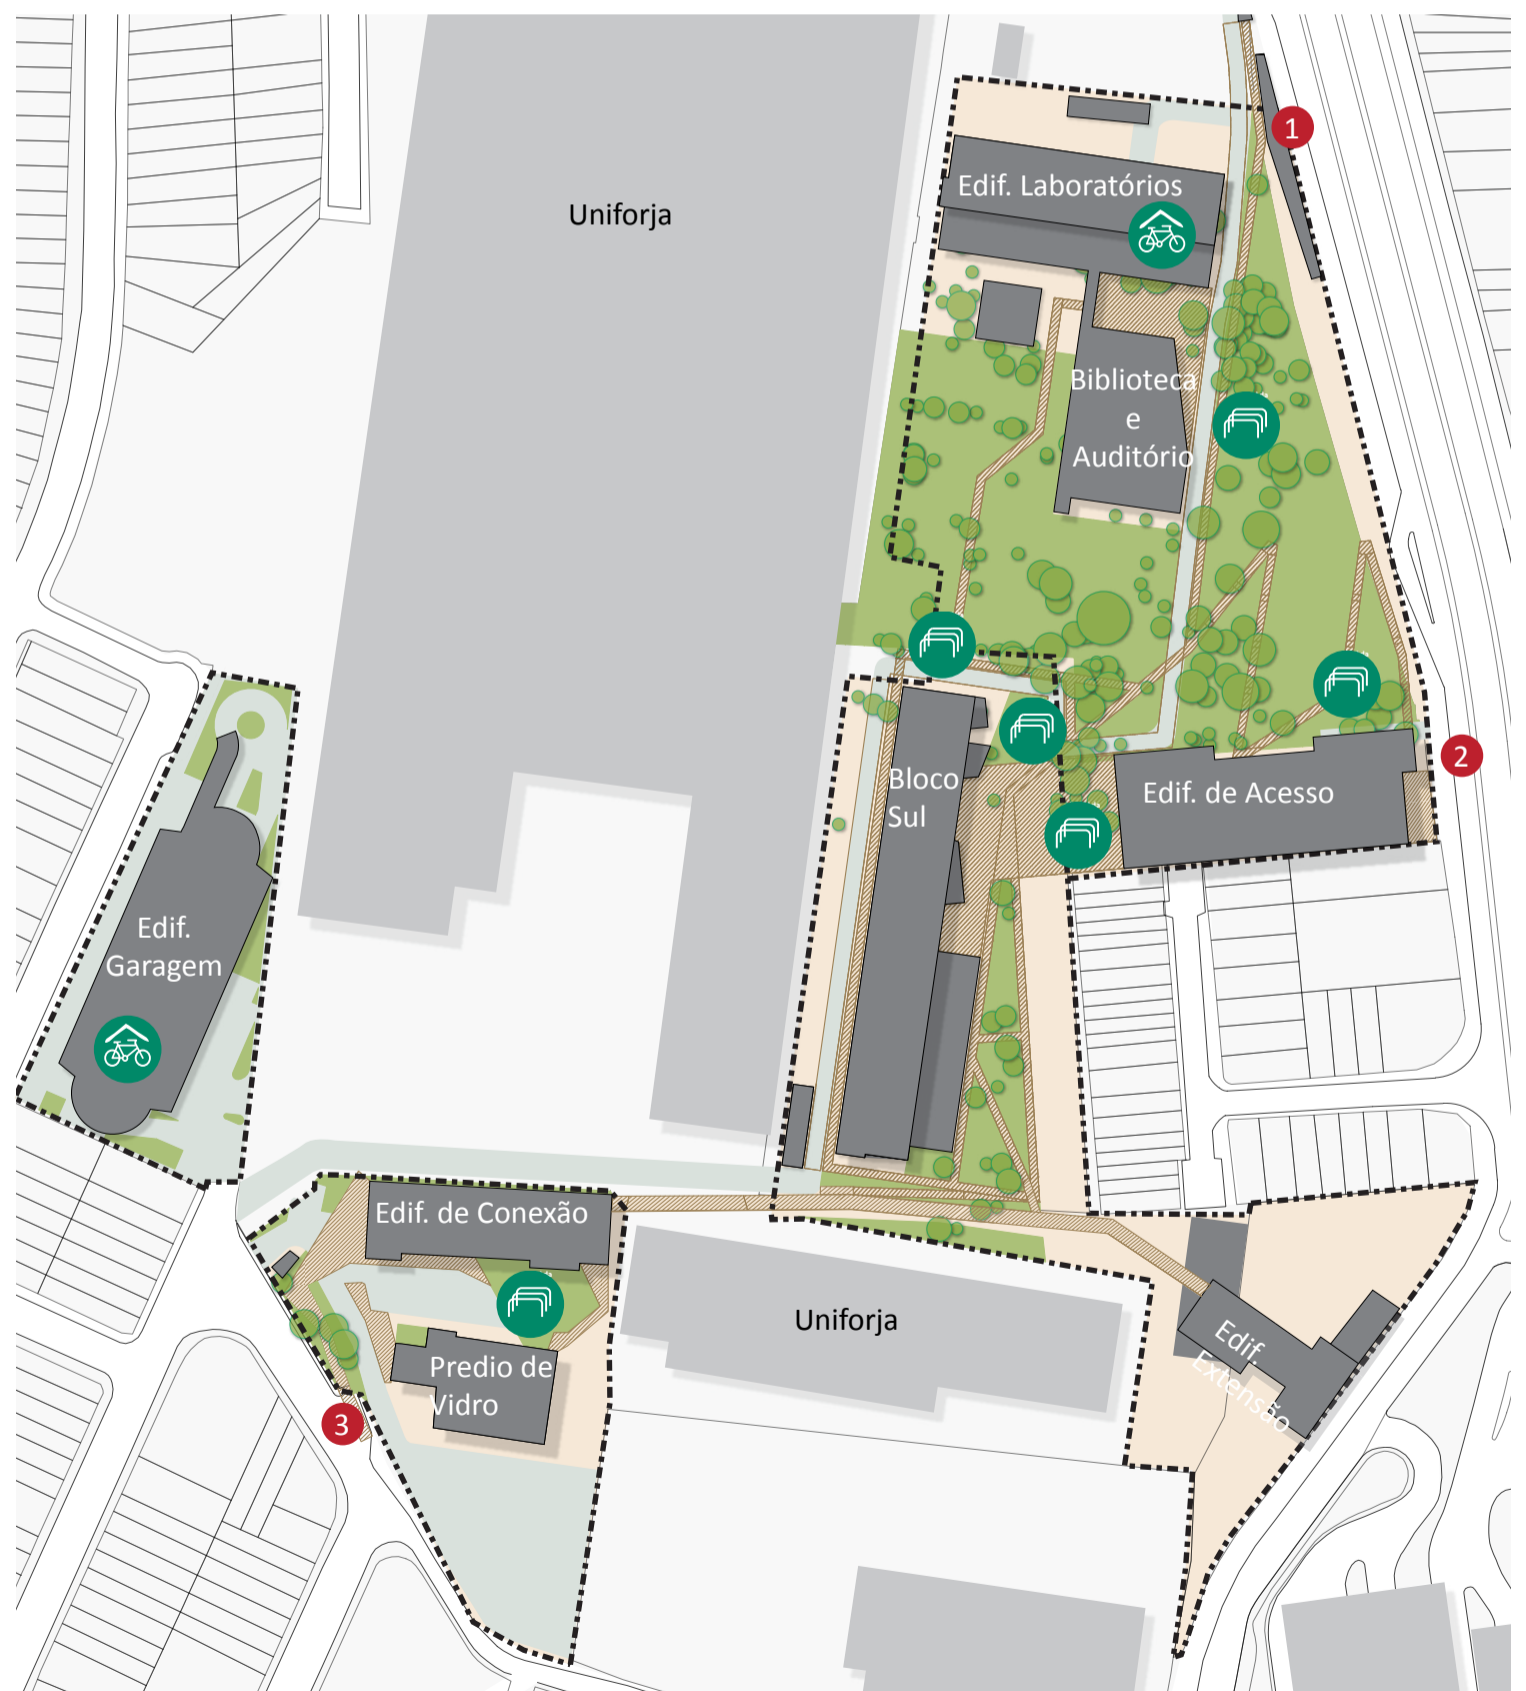 1
Edif. Laboratórios
Uniforja
Biblioteca
e
Auditório
2
Bloco
Sul
Edif. de Acesso
Edif.
Garagem
Edif. de Conexão
Uniforja
Edif.
Extensão
Predio de
Vidro
3